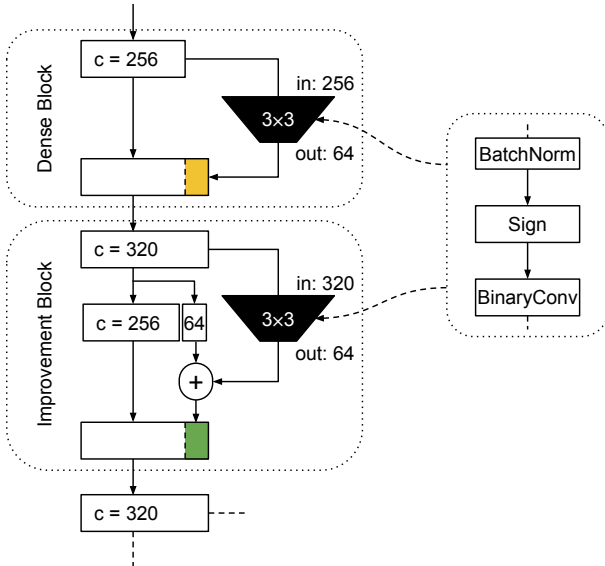 Dense Block
c = 256
in: 256
3×3
out: 64
Improvement Block
c = 320
in: 320
c = 256
64
3×3
out: 64
+
c = 320
BatchNorm
Sign
BinaryConv